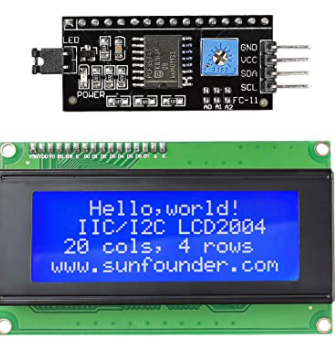 LED
GND
VCC
SDA
SCL
POWER
A0 A1 A2
FC-11
Hello,world!
IIC/I2C LCD2004
20 cols, 4 rows
www.sunfounder.com